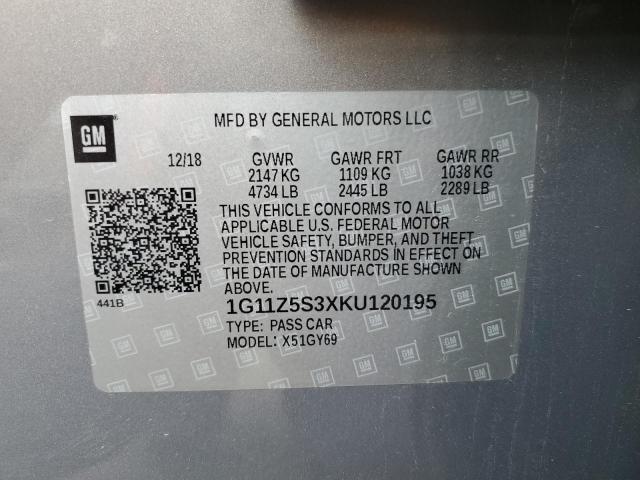 MFD BY GENERAL MOTORS LLC
GM
12/18 GVWR GAWR FRT GAWR RR
2147 KG 1109 KG 1038 KG
4734 LB 2445 LB 2289 LB
THIS VEHICLE CONFORMS TO ALL
APPLICABLE U.S. FEDERAL MOTOR
VEHICLE SAFETY, BUMPER, AND THEFT
PREVENTION STANDARDS IN EFFECT ON
THE DATE OF MANUFACTURE SHOWN
ABOVE.
441B
1G11Z5S3XKU120195
TYPE: PASS CAR
MODEL: X51GY69